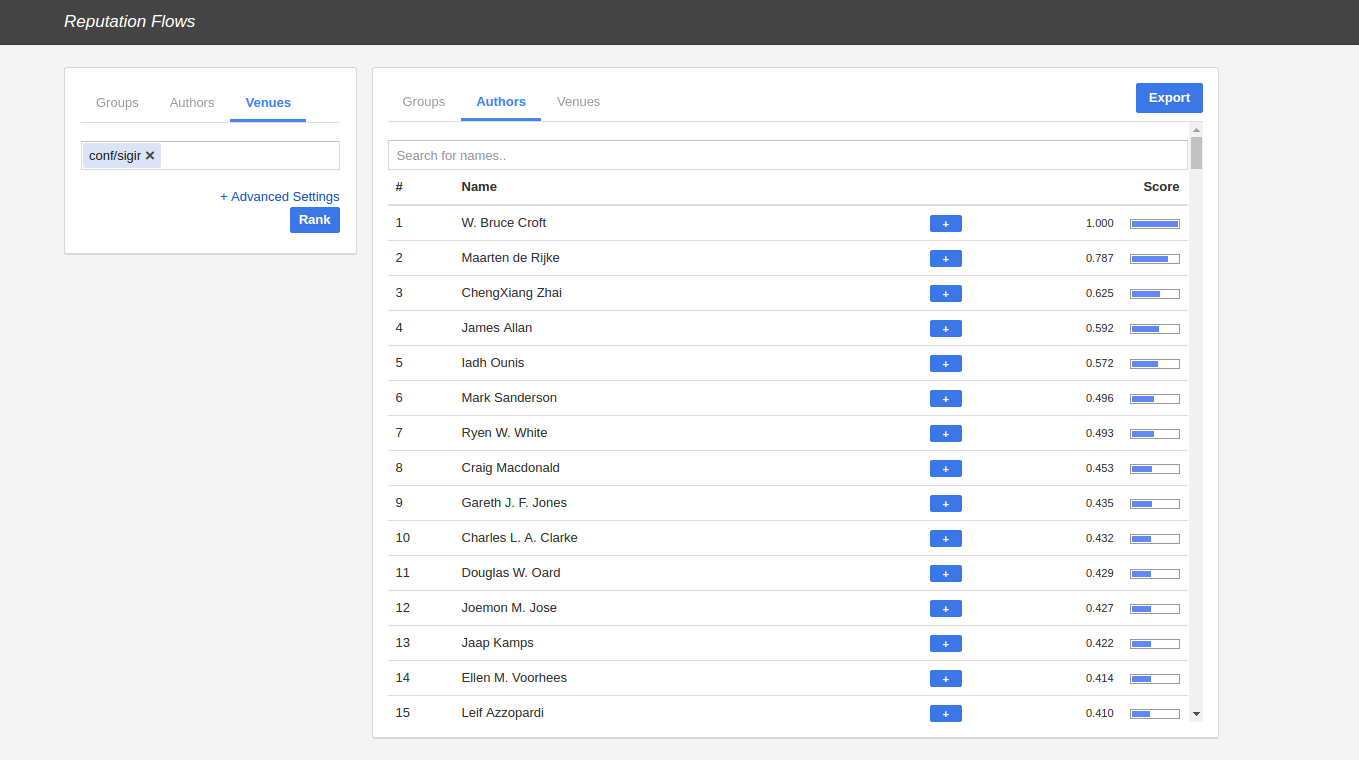 Reputation Flows
Groups Authors Venues
conf/sigir ✕
+ Advanced Settings
Rank
Groups Authors Venues
Export
Search for names..
# Name Score
1 W. Bruce Croft + 1.000
2 Maarten de Rijke + 0.787
3 ChengXiang Zhai + 0.625
4 James Allan + 0.592
5 Iadh Ounis + 0.572
6 Mark Sanderson + 0.496
7 Ryen W. White + 0.493
8 Craig Macdonald + 0.453
9 Gareth J. F. Jones + 0.435
10 Charles L. A. Clarke + 0.432
11 Douglas W. Oard + 0.429
12 Joemon M. Jose + 0.427
13 Jaap Kamps + 0.422
14 Ellen M. Voorhees + 0.414
15 Leif Azzopardi + 0.410